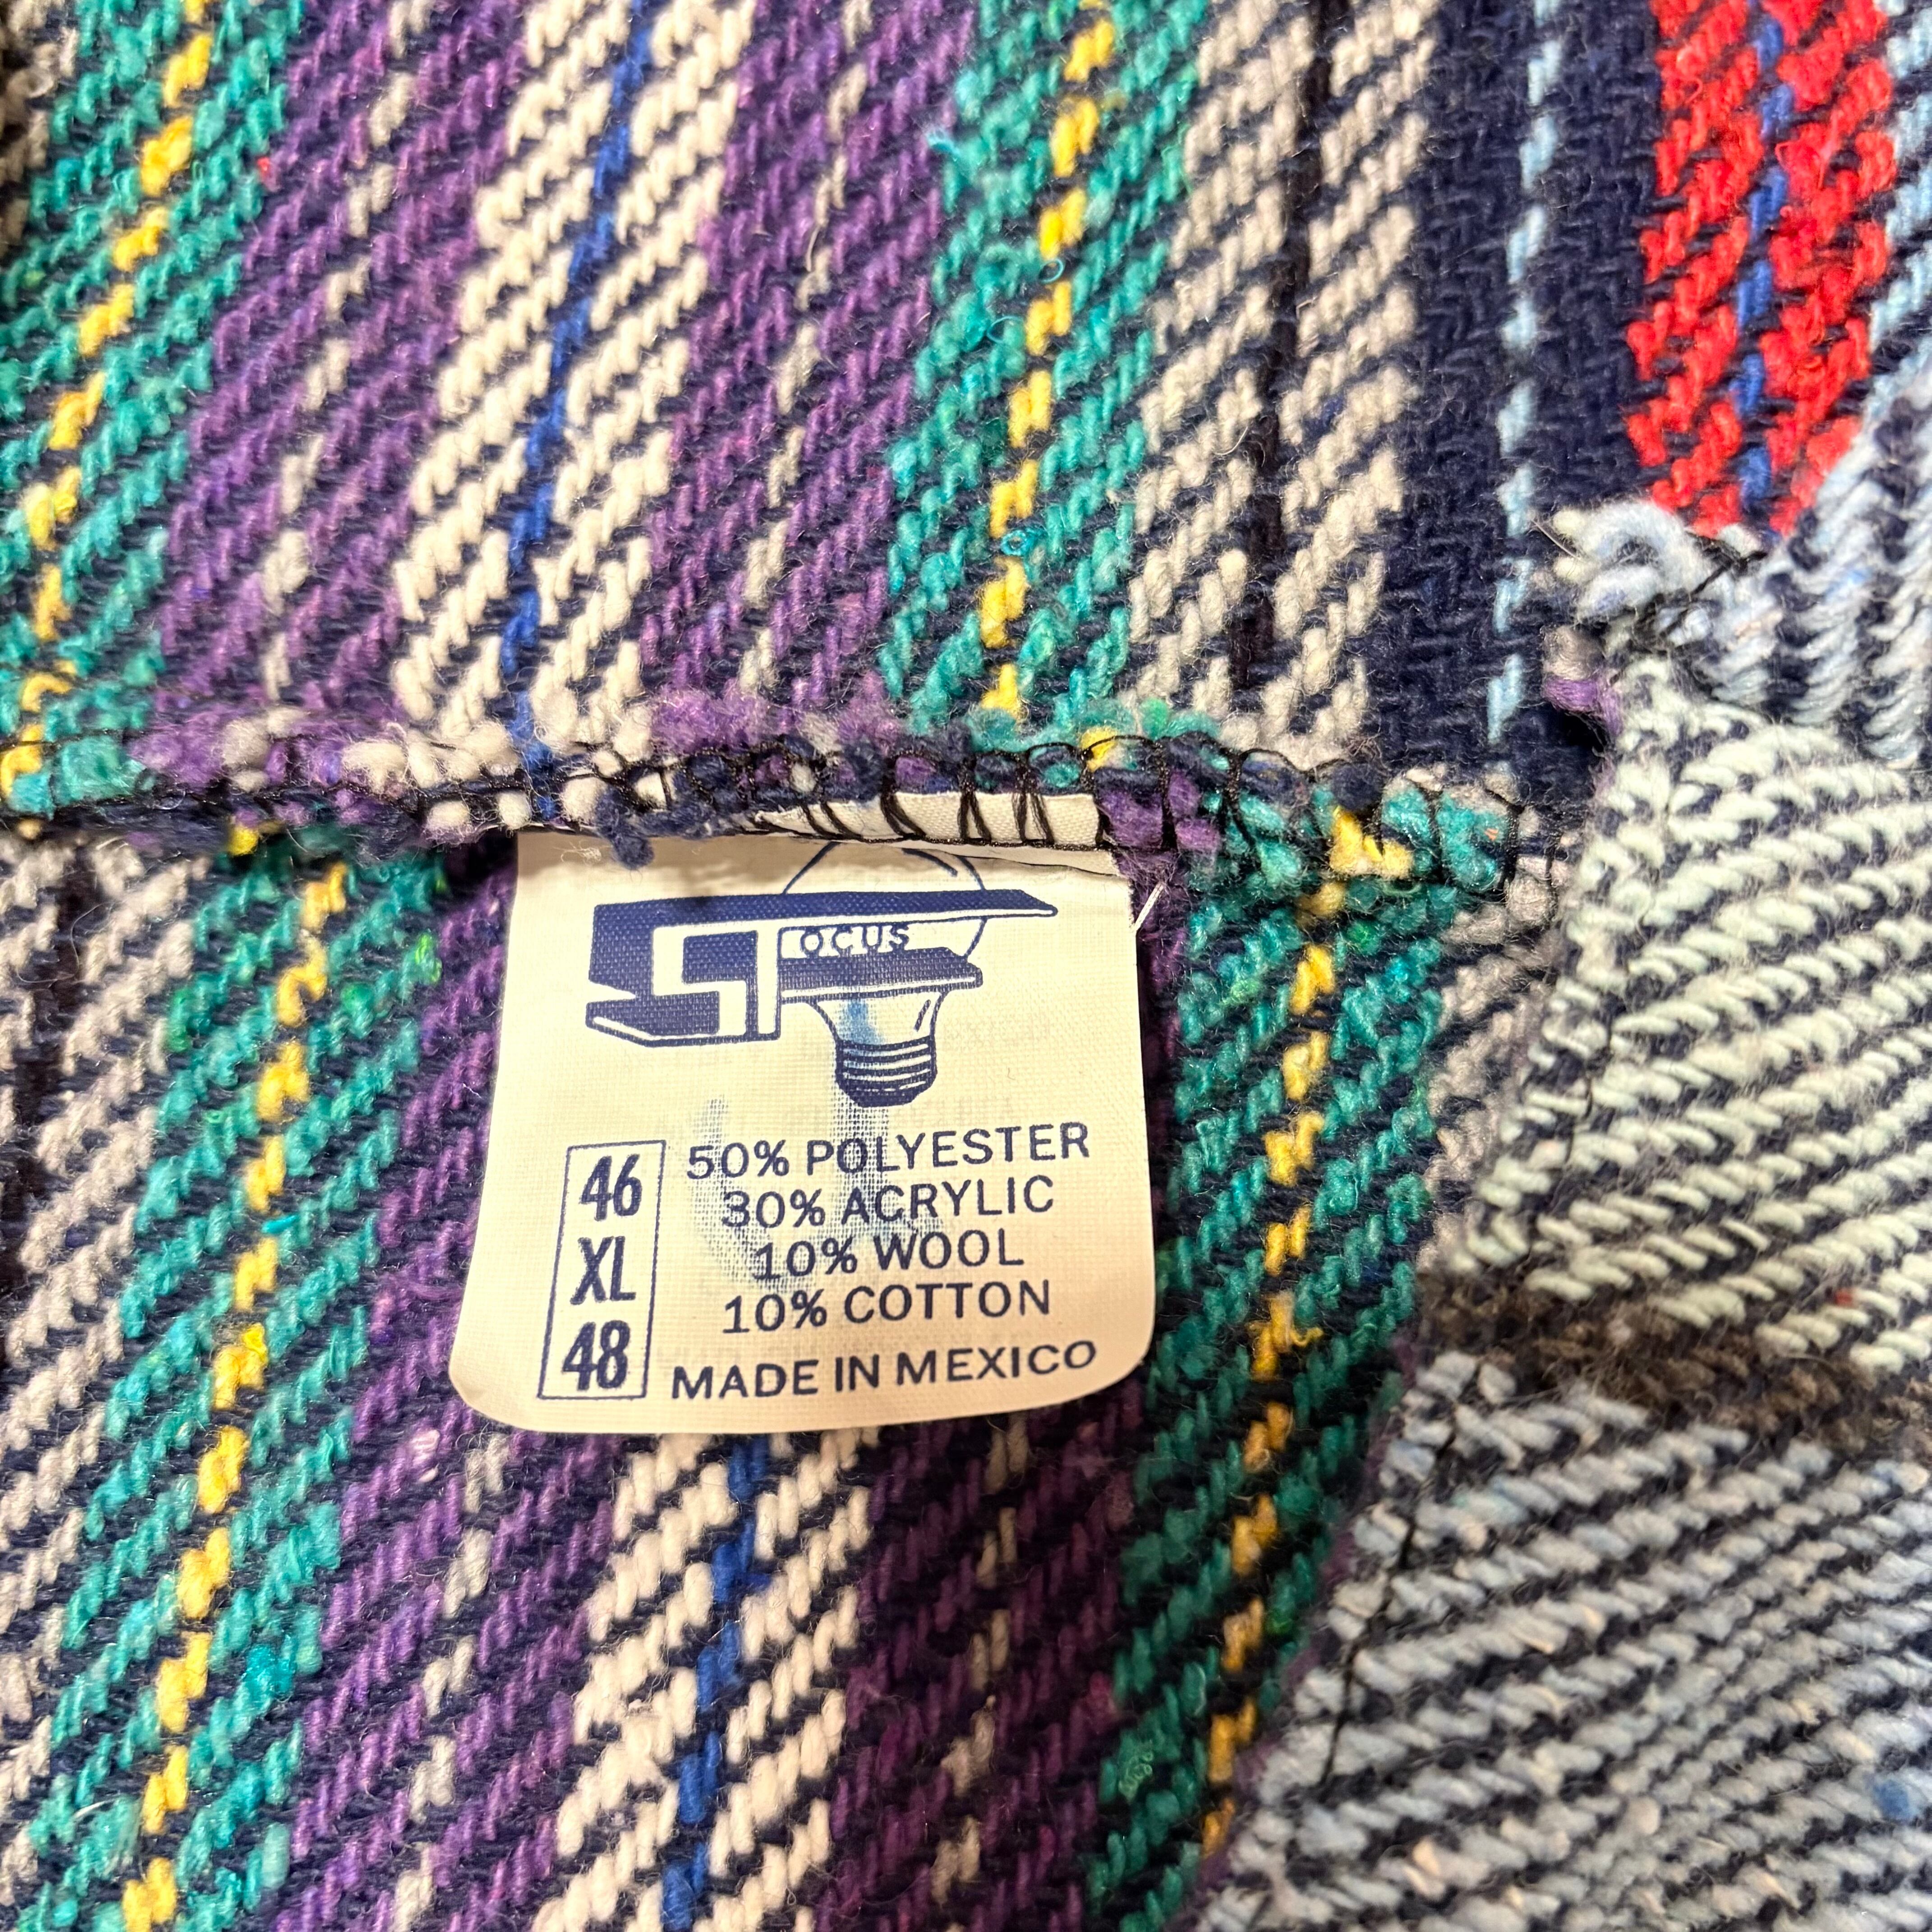 OCUS
46
XL
48
50% POLYESTER
30% ACRYLIC
10% WOOL
10% COTTON
MADE IN MEXICO